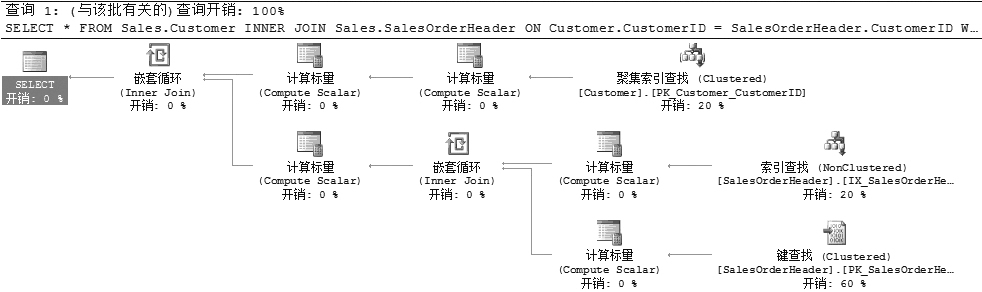 查询 1: (与该批有关的)查询开销: 100%
SELECT * FROM Sales.Customer INNER JOIN Sales.SalesOrderHeader ON Customer.CustomerID = SalesOrderHeader.CustomerID W…
SELECT
开销: 0 %
嵌套循环
(Inner Join)
开销: 0 %
计算标量
(Compute Scalar)
开销: 0 %
计算标量
(Compute Scalar)
开销: 0 %
聚集索引查找 (Clustered)
[Customer].[PK_Customer_CustomerID]
开销: 20 %
计算标量
(Compute Scalar)
开销: 0 %
嵌套循环
(Inner Join)
开销: 0 %
计算标量
(Compute Scalar)
开销: 0 %
索引查找 (NonClustered)
[SalesOrderHeader].[IX_SalesOrderHe…
开销: 20 %
计算标量
(Compute Scalar)
开销: 0 %
键查找 (Clustered)
[SalesOrderHeader].[PK_SalesOrderHe…
开销: 60 %